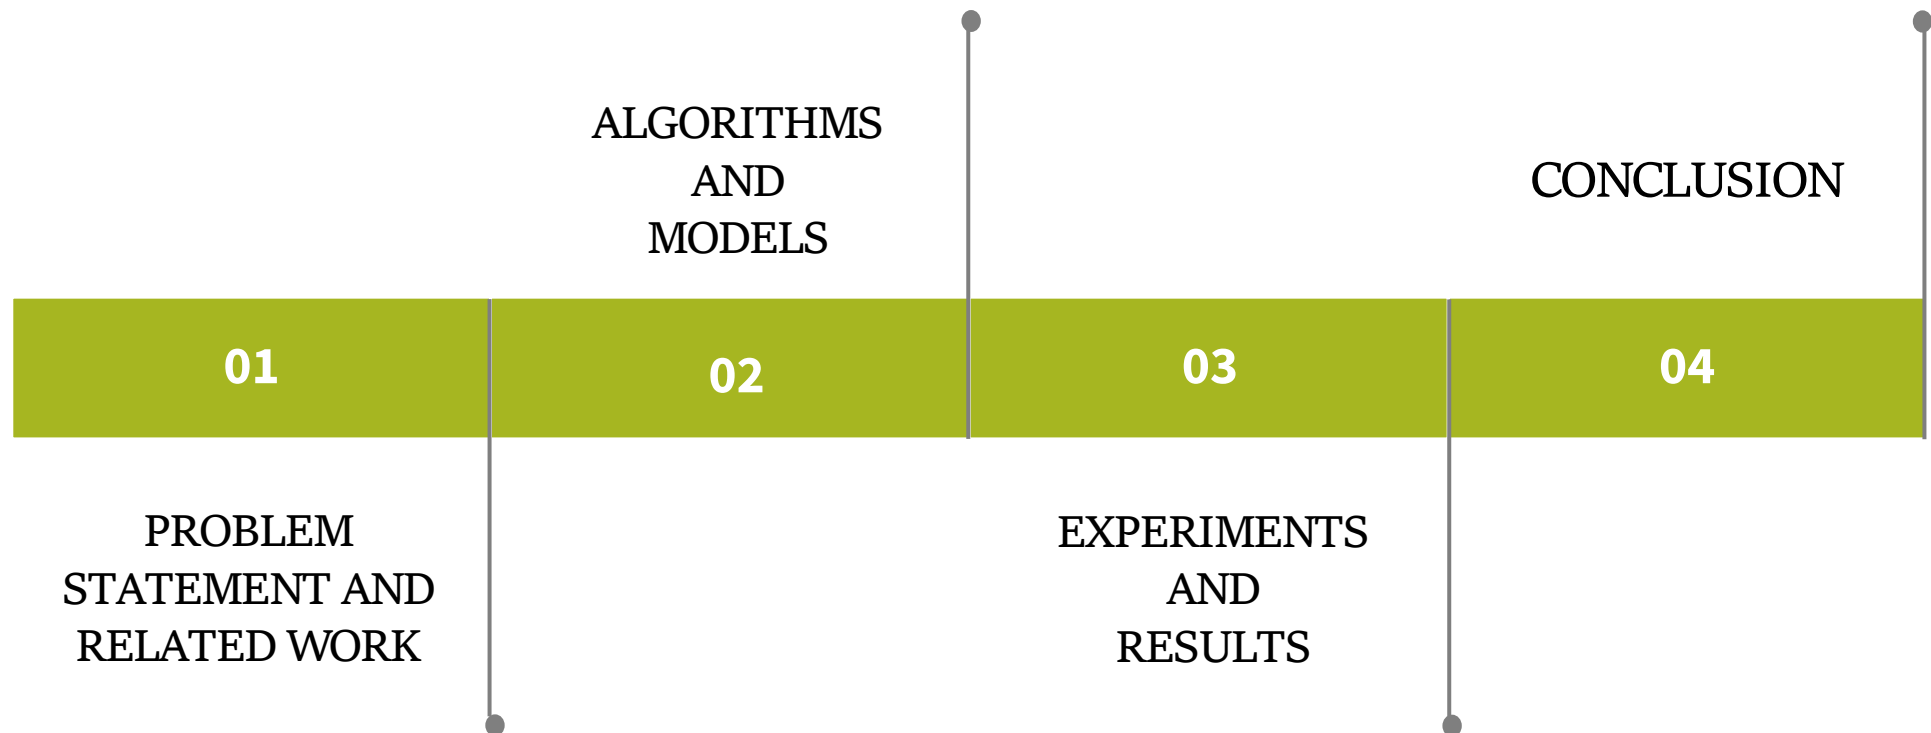 01
PROBLEM
STATEMENT AND
RELATED WORK
02
ALGORITHMS
AND
MODELS
03
EXPERIMENTS
AND
RESULTS
04
CONCLUSION